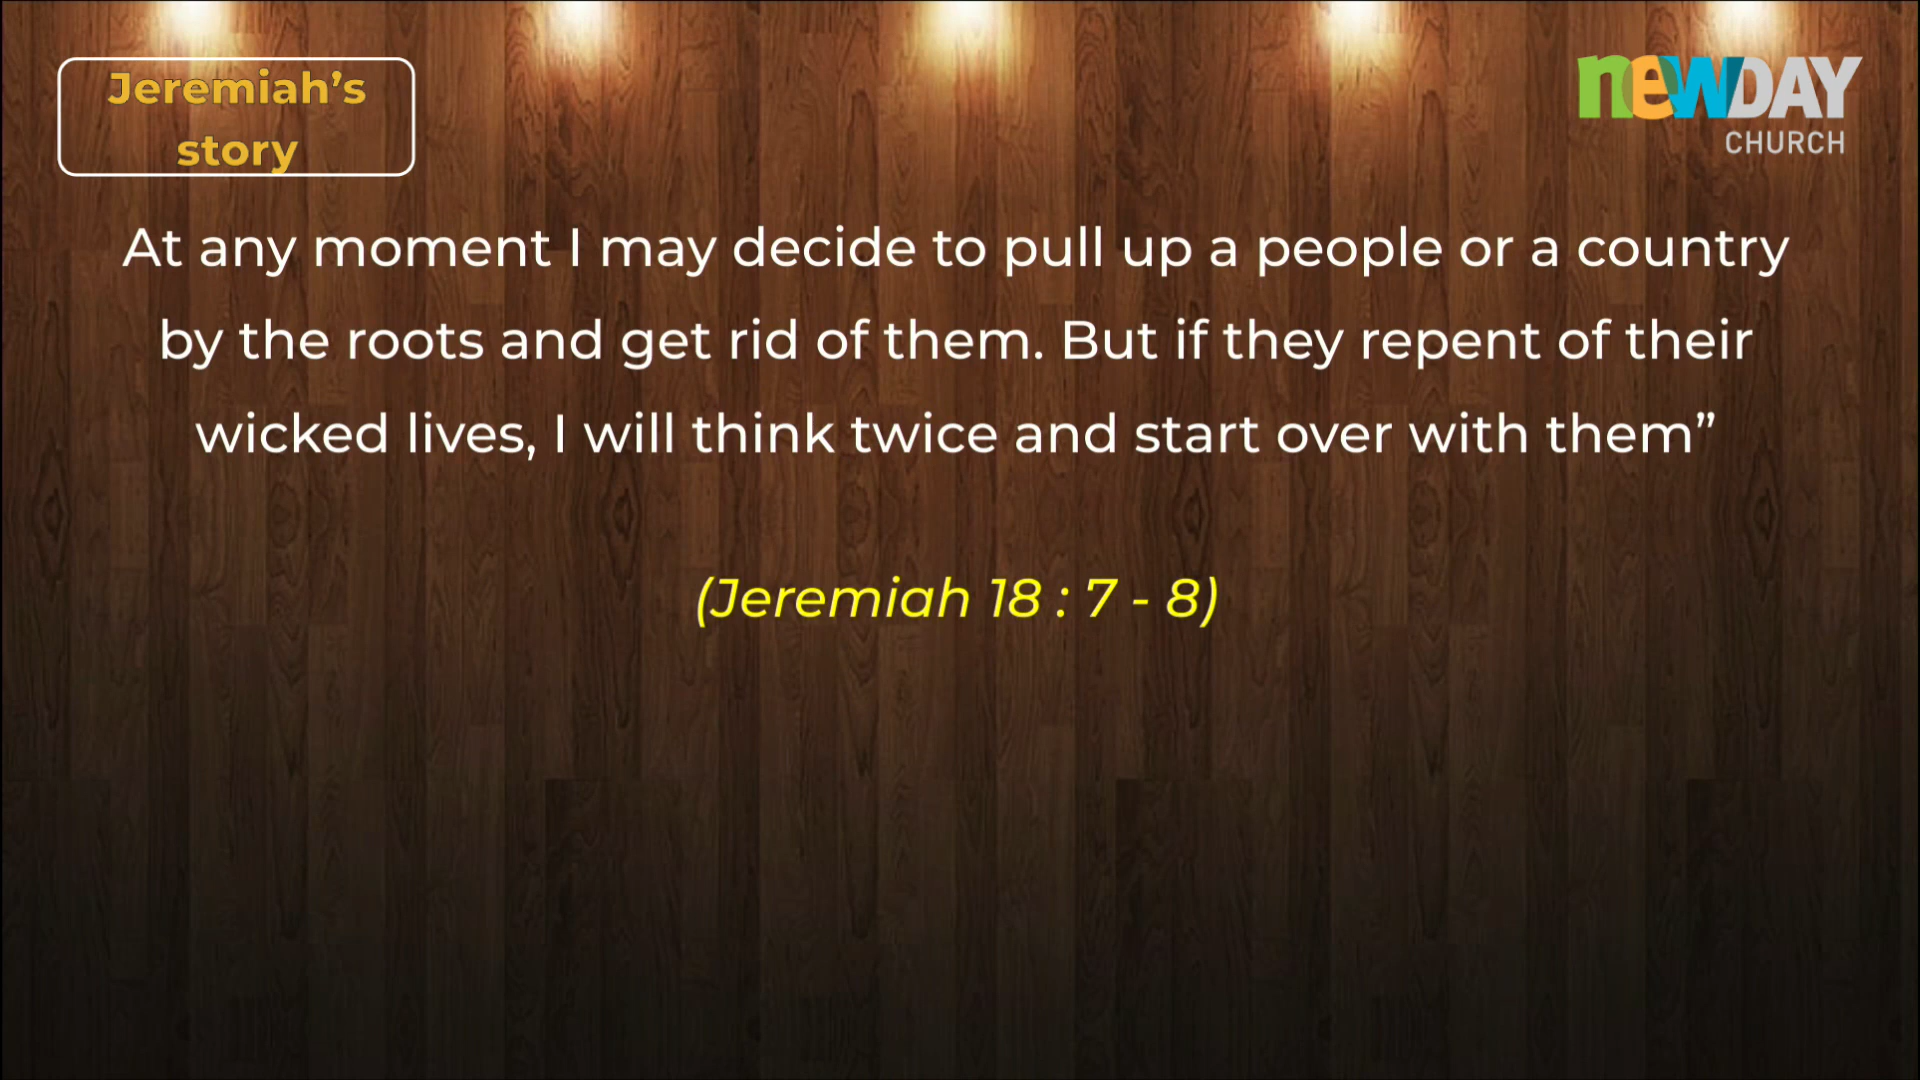 Jeremiah’s
story
newDAY
CHURCH
At any moment I may decide to pull up a people or a country
by the roots and get rid of them. But if they repent of their
wicked lives, I will think twice and start over with them”
(Jeremiah 18 : 7 - 8)